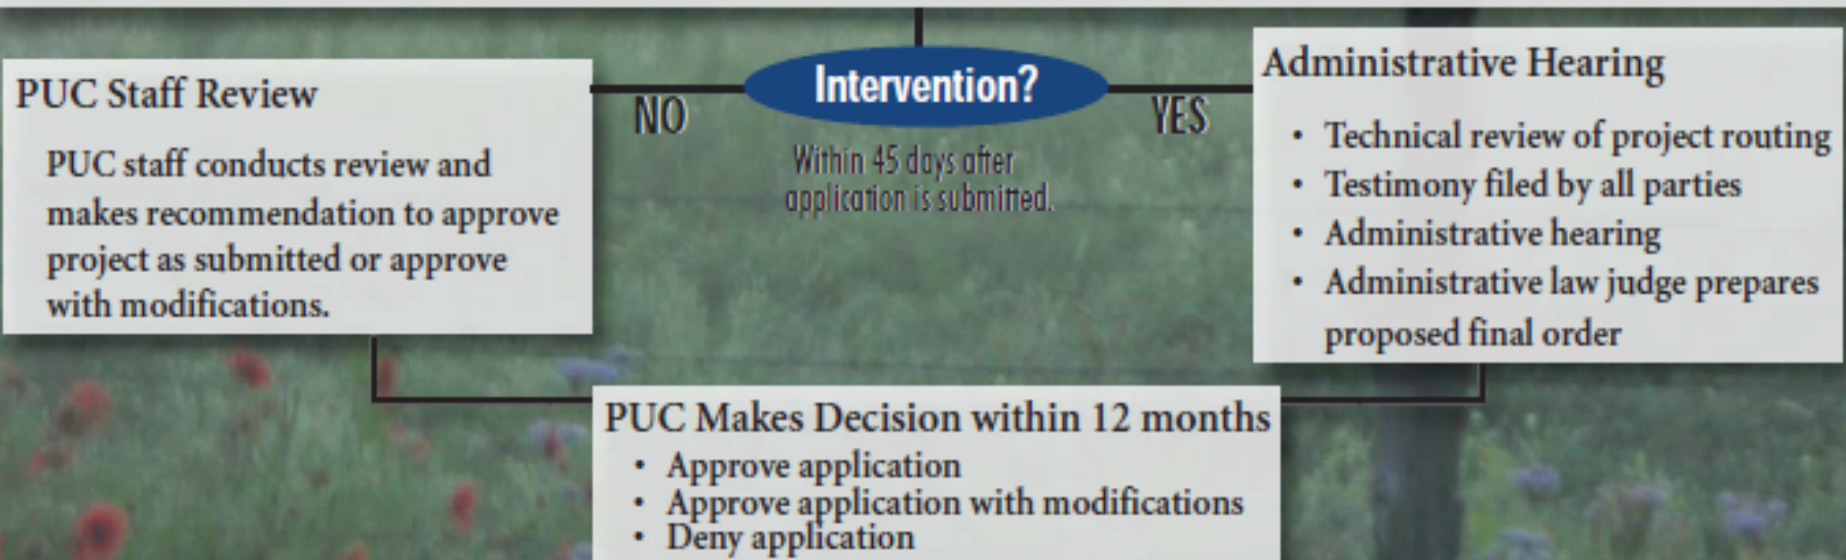 Intervention?
NO
YES
Within 45 days after
application is submitted.
PUC Staff Review
PUC staff conducts review and
makes recommendation to approve
project as submitted or approve
with modifications.
Administrative Hearing
• Technical review of project routing
• Testimony filed by all parties
• Administrative hearing
• Administrative law judge prepares
proposed final order
PUC Makes Decision within 12 months
• Approve application
• Approve application with modifications
• Deny application